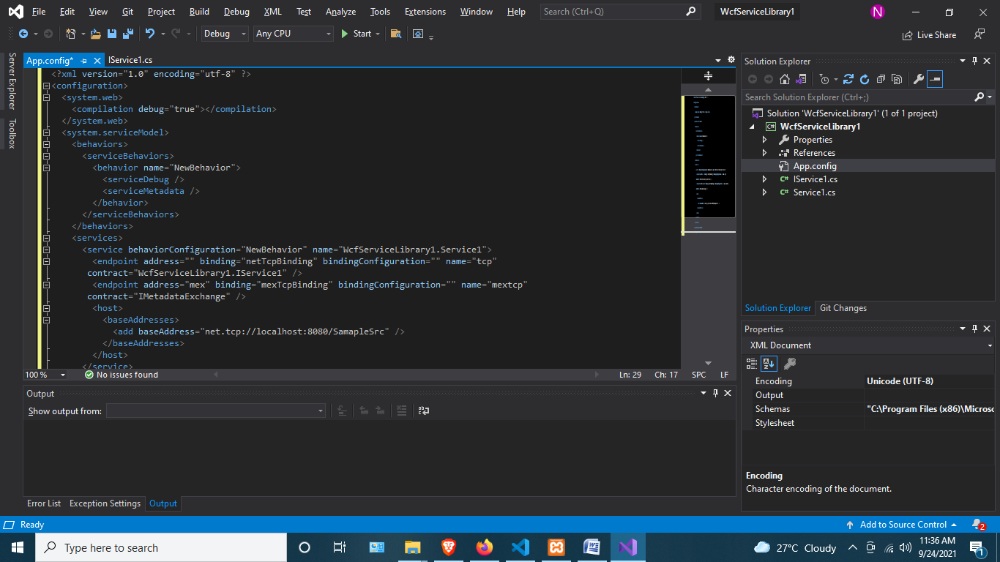 File Edit View Git Project Build Debug XML Test Analyze Tools Extensions Window Help Search (Ctrl+Q) WcfServiceLibrary1 N
Debug Any CPU Start Live Share
Server Explorer
Toolbox
App.config* IService1.cs
<?xml version="1.0" encoding="utf-8" ?>
<configuration>
<system.web>
<compilation debug="true"></compilation>
</system.web>
<system.serviceModel>
<behaviors>
<serviceBehaviors>
<behavior name="NewBehavior">
<serviceDebug />
<serviceMetadata />
</behavior>
</serviceBehaviors>
</behaviors>
<services>
<service behaviorConfiguration="NewBehavior" name="WcfServiceLibrary1.Service1">
<endpoint address="" binding="netTcpBinding" bindingConfiguration="" name="tcp"
contract="WcfServiceLibrary1.IService1" />
<endpoint address="mex" binding="mexTcpBinding" bindingConfiguration="" name="mextcp"
contract="IMetadataExchange" />
<host>
<baseAddresses>
<add baseAddress="net.tcp://localhost:8080/SamapleSrc" />
</baseAddresses>
</host>
</service>
100 % No issues found Ln: 29 Ch: 17 SPC LF
Output
Show output from:
Error List Exception Settings Output
Solution Explorer
Search Solution Explorer (Ctrl+;)
Solution 'WcfServiceLibrary1' (1 of 1 project)
C# WcfServiceLibrary1
Properties
References
App.config
C# IService1.cs
C# Service1.cs
Solution Explorer Git Changes
Properties
XML Document
Encoding Unicode (UTF-8)
Output
Schemas "C:\Program Files (x86)\Microsc
Stylesheet
Encoding
Character encoding of the document.
Ready Add to Source Control 2
Type here to search 27°C Cloudy 11:36 AM
9/24/2021 1